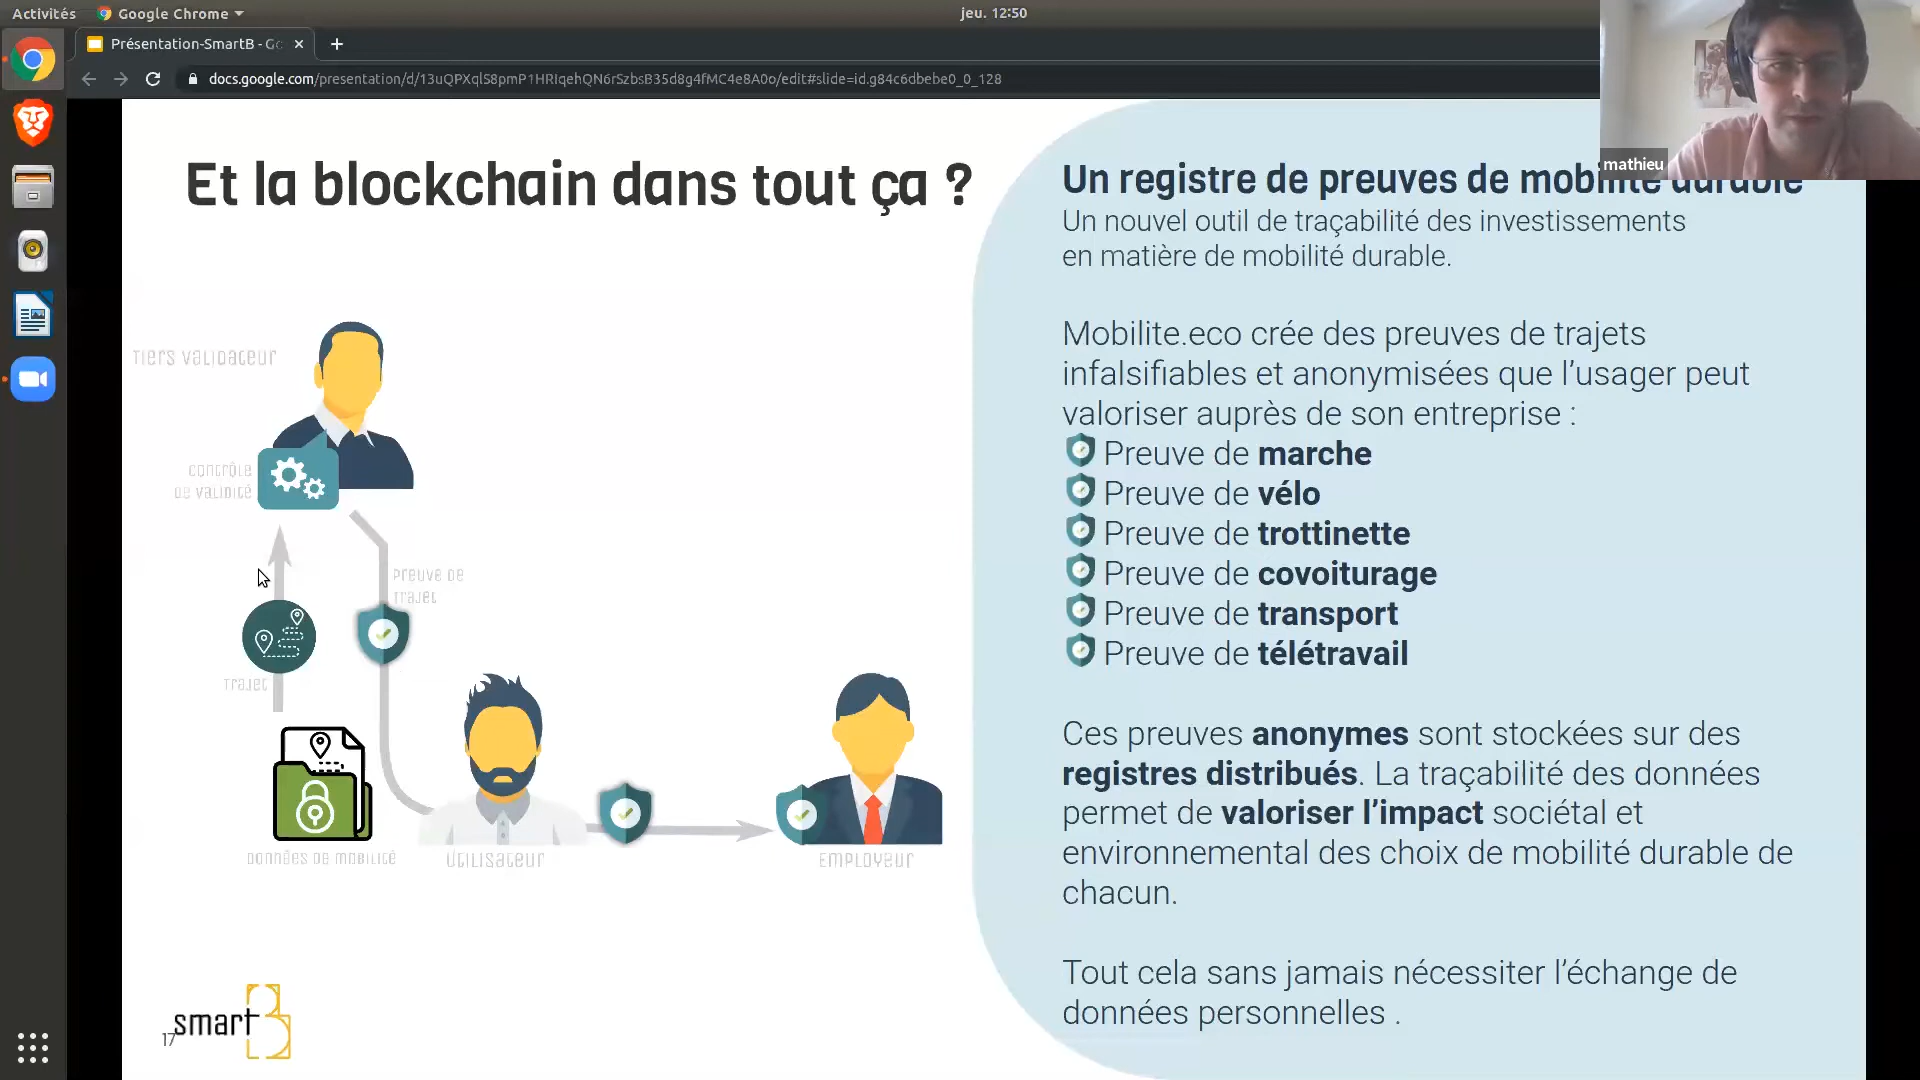 Activités
Google Chrome
jeu. 12:50
Présentation-SmartB - Go
docs.google.com/presentation/d/13uQPXqlS8pmP1HRIqehQN6rSzbsB35d8g4fMC4e8A0o/edit#slide=id.g84c6dbebe0_0_128
mathieu
Et la blockchain dans tout ça ?
TIERS VALIDATEUR
CONTRÔLE
DE VALIDITÉ
PREUVE DE
TRAJET
TRAJET
DONNÉES DE MOBILITÉ
UTILISATEUR
EMPLOYEUR
17
smartB
Un registre de preuves de mobilité durable
Un nouvel outil de traçabilité des investissements
en matière de mobilité durable.
Mobilite.eco crée des preuves de trajets
infalsifiables et anonymisées que l’usager peut
valoriser auprès de son entreprise :
Preuve de marche
Preuve de vélo
Preuve de trottinette
Preuve de covoiturage
Preuve de transport
Preuve de télétravail
Ces preuves anonymes sont stockées sur des
registres distribués. La traçabilité des données
permet de valoriser l’impact sociétal et
environnemental des choix de mobilité durable de
chacun.
Tout cela sans jamais nécessiter l’échange de
données personnelles .